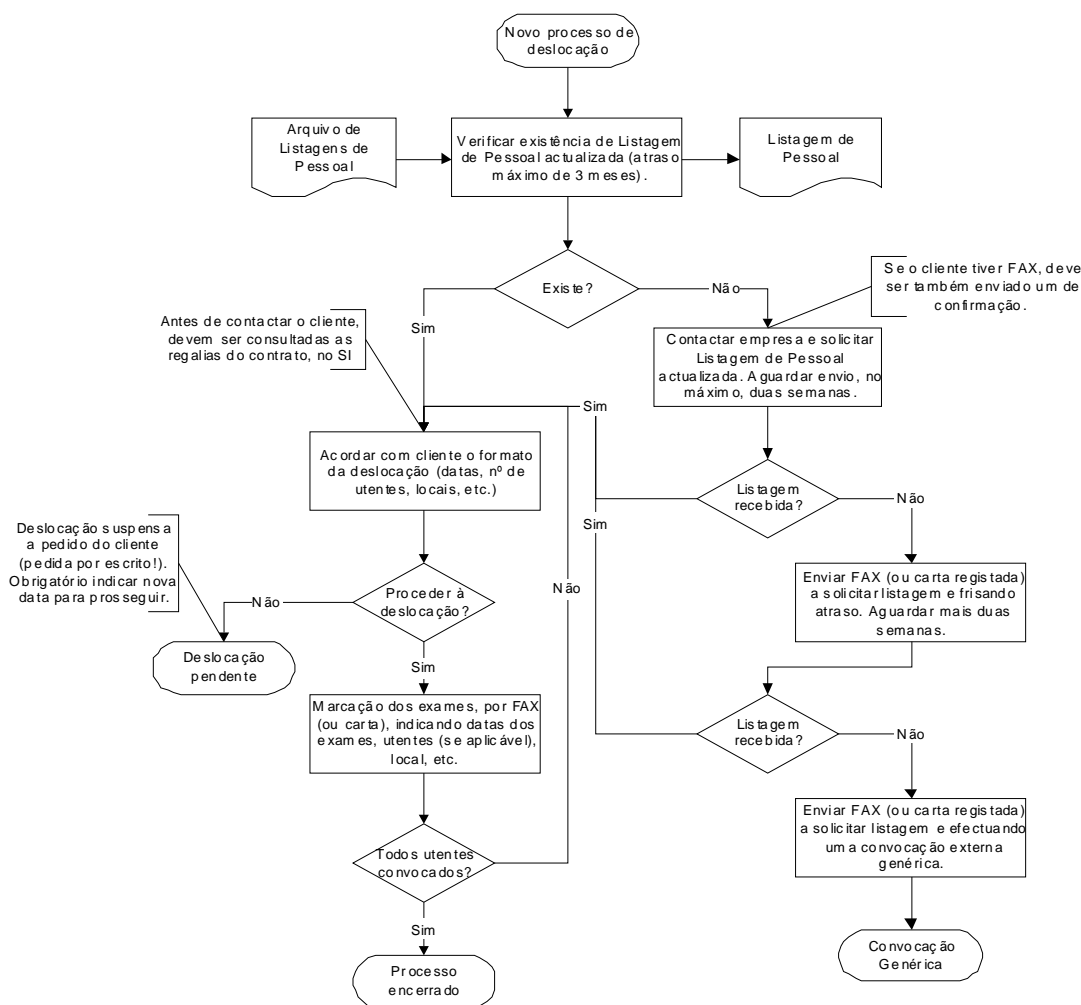 Novo processo de
deslocação
Arquivo de
Listagens de
Pessoal
Verificar existência de Listagem
de Pessoal actualizada (atraso
máximo de 3 meses).
Listagem de
Pessoal
Existe?
Não
Sim
Se o cliente tiver FAX, deve
ser também enviado um de
confirmação.
Antes de contactar o cliente,
devem ser consultadas as
regalias do contrato, no SI
Contactar empresa e solicitar
Listagem de Pessoal
actualizada. Aguardar envio, no
máximo, duas semanas.
Sim
Acordar com cliente o formato
da deslocação (datas, nº de
utentes, locais, etc.)
Listagem
recebida?
Não
Sim
Deslocação suspensa
a pedido do cliente
(pedida por escrito!).
Obrigatório indicar nova
data para prosseguir.
Enviar FAX (ou carta registada)
a solicitar listagem e frisando
atraso. Aguardar mais duas
semanas.
Não
Proceder à
deslocação?
Não
Deslocação
pendente
Sim
Marcação dos exames, por FAX
(ou carta), indicando datas dos
exames, utentes (se aplicável),
local, etc.
Listagem
recebida?
Não
Enviar FAX (ou carta registada)
a solicitar listagem e efectuando
uma convocação externa
genérica.
Todos utentes
convocados?
Sim
Processo
encerrado
Convocação
Genérica